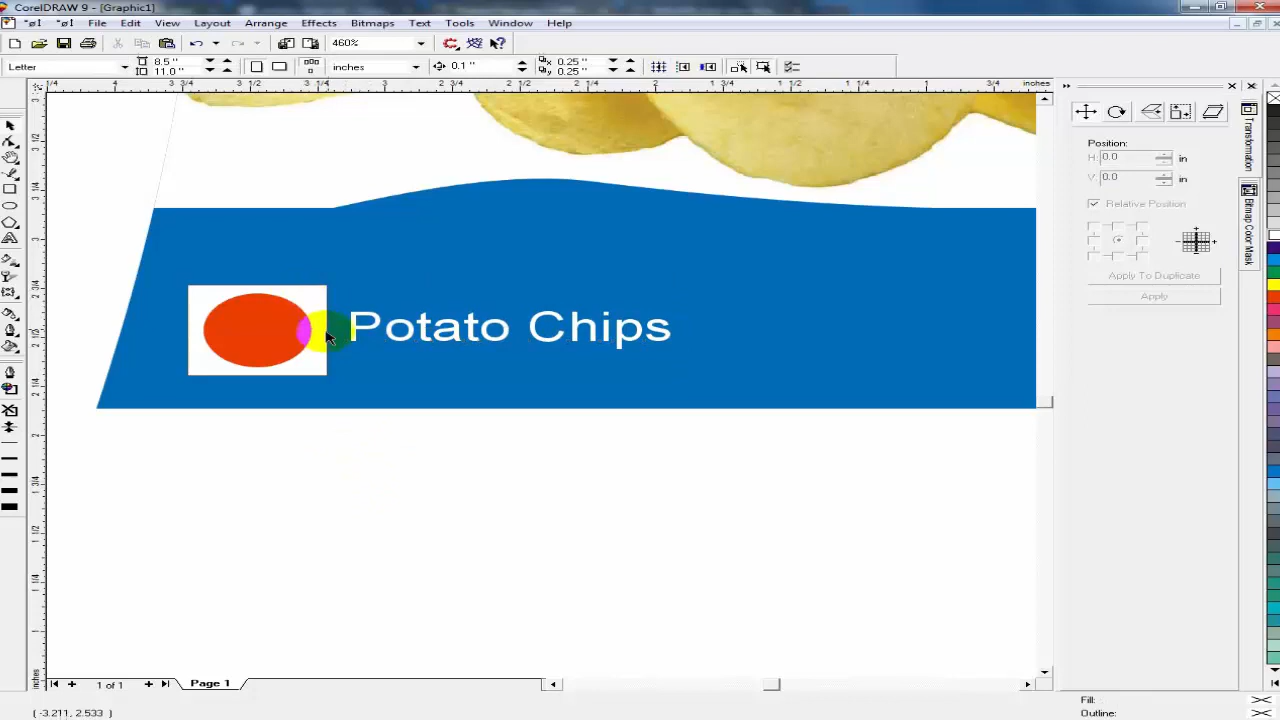 CorelDRAW 9 - [Graphic1]
File Edit View Layout Arrange Effects Bitmaps Text Tools Window Help
460%
Letter 8.5" 11.0" inches 0.1 " 0.25" 0.25"
inches
Position:
H: 0.0 in
V: 0.0 in
Relative Position
Apply To Duplicate
Apply
Transformation
Bitmap Color Mask
Potato Chips
1 of 1 Page 1
Fill:
Outline:
( -3.211, 2.533 )